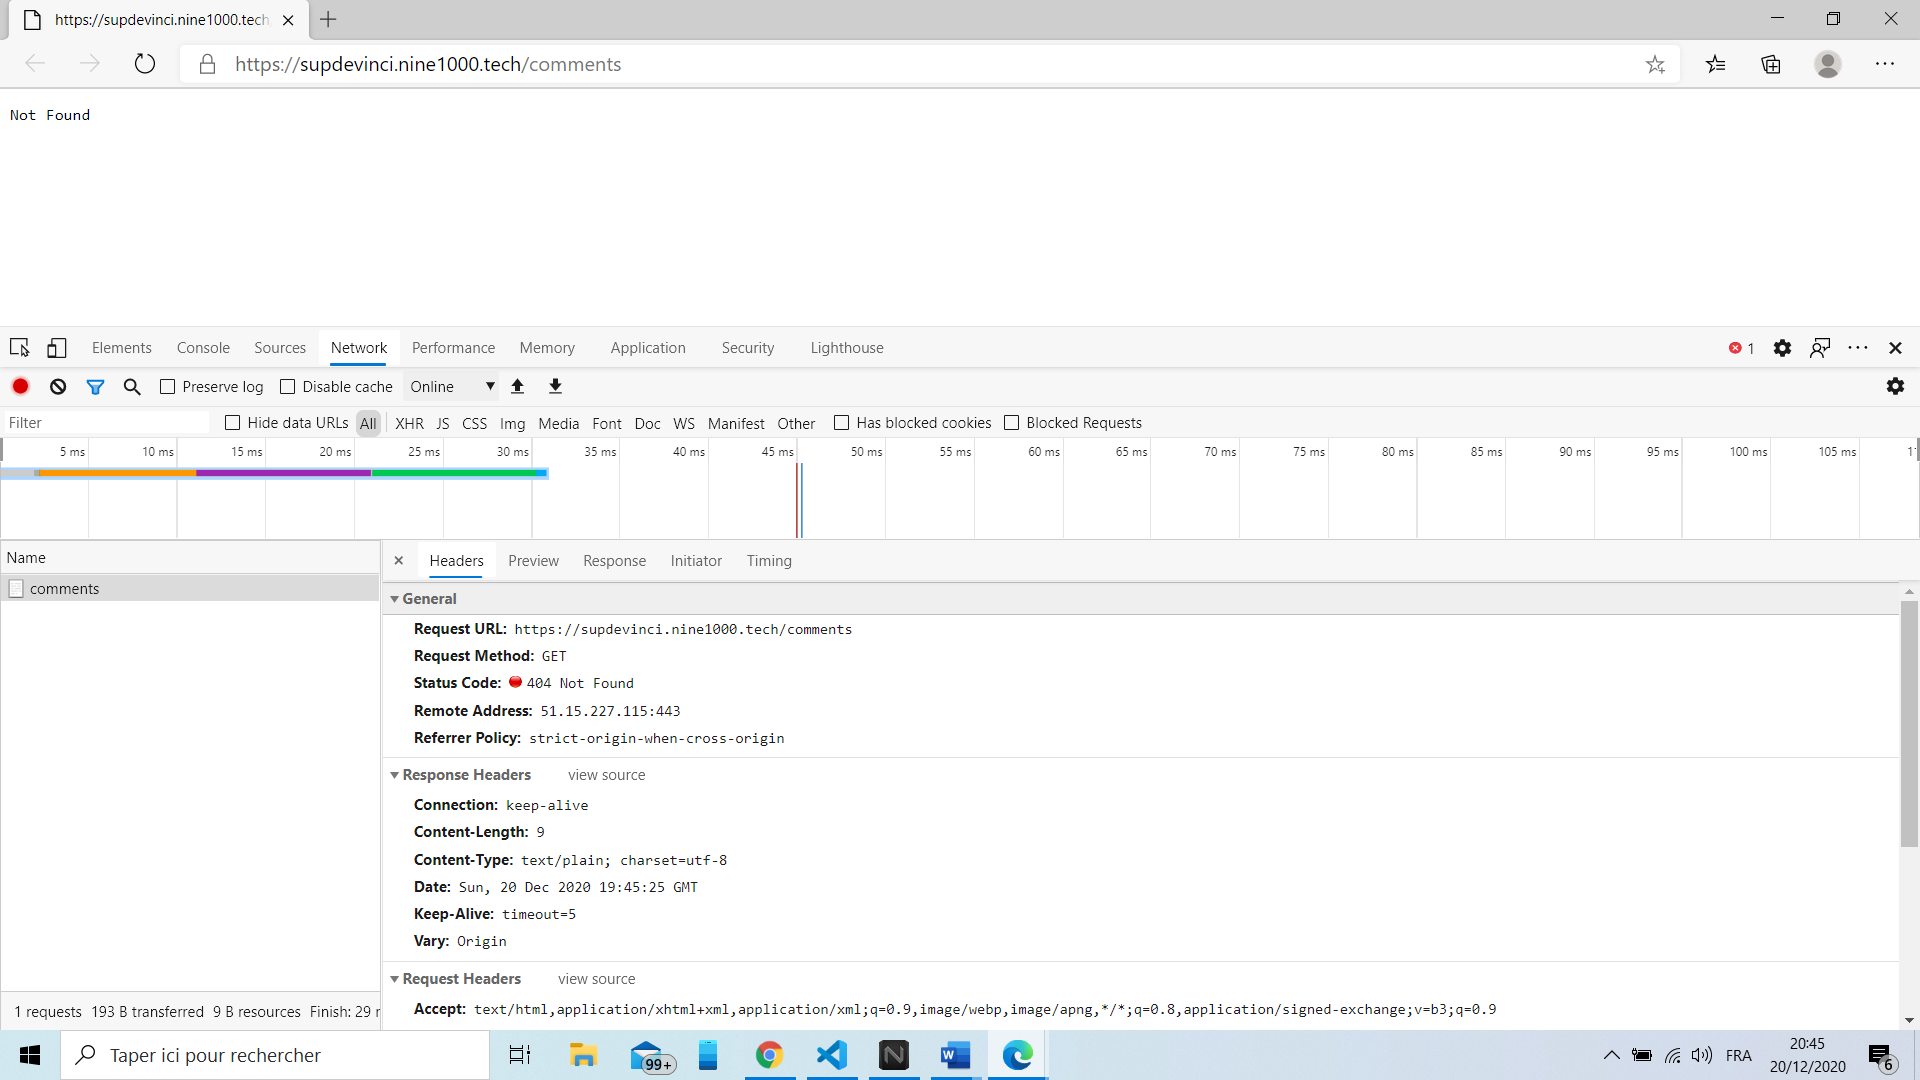 https://supdevinci.nine1000.tech
https://supdevinci.nine1000.tech/comments
Not Found
Elements Console Sources Network Performance Memory Application Security Lighthouse 1
Preserve log Disable cache Online
Filter Hide data URLs All XHR JS CSS Img Media Font Doc WS Manifest Other Has blocked cookies Blocked Requests
5 ms 10 ms 15 ms 20 ms 25 ms 30 ms 35 ms 40 ms 45 ms 50 ms 55 ms 60 ms 65 ms 70 ms 75 ms 80 ms 85 ms 90 ms 95 ms 100 ms 105 ms
Name
comments
Headers Preview Response Initiator Timing
General
Request URL: https://supdevinci.nine1000.tech/comments
Request Method: GET
Status Code: 404 Not Found
Remote Address: 51.15.227.115:443
Referrer Policy: strict-origin-when-cross-origin
Response Headers view source
Connection: keep-alive
Content-Length: 9
Content-Type: text/plain; charset=utf-8
Date: Sun, 20 Dec 2020 19:45:25 GMT
Keep-Alive: timeout=5
Vary: Origin
Request Headers view source
Accept: text/html,application/xhtml+xml,application/xml;q=0.9,image/webp,image/apng,*/*;q=0.8,application/signed-exchange;v=b3;q=0.9
1 requests 193 B transferred 9 B resources Finish: 29
Taper ici pour rechercher
99+
N
W
FRA
20:45
20/12/2020
6